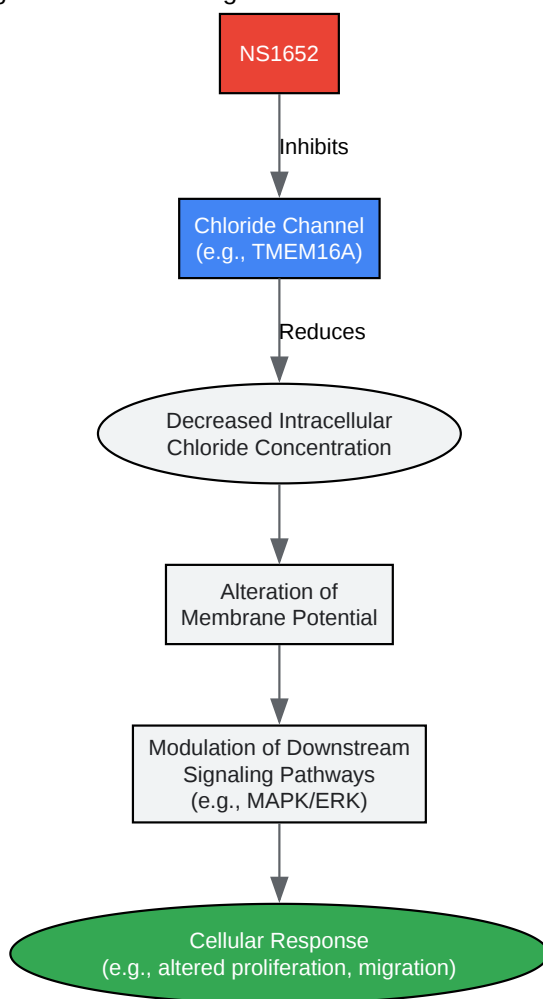 NS1652
Inhibits
Chloride Channel
(e.g., TMEM16A)
Reduces
Decreased Intracellular
Chloride Concentration
Alteration of
Membrane Potential
Modulation of Downstream
Signaling Pathways
(e.g., MAPK/ERK)
Cellular Response
(e.g., altered proliferation, migration)